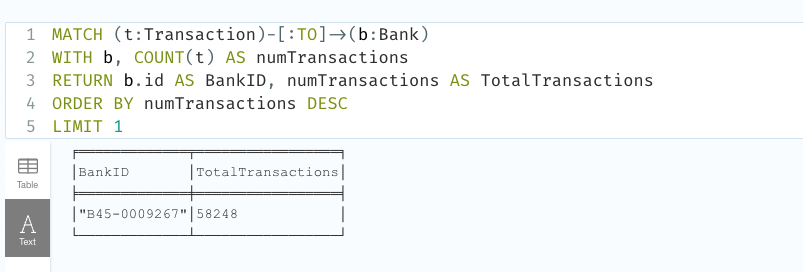 1 MATCH (t:Transaction)-[:TO]→(b:Bank)
2 WITH b, COUNT(t) AS numTransactions
3 RETURN b.id AS BankID, numTransactions AS TotalTransactions
4 ORDER BY numTransactions DESC
5 LIMIT 1
Table
A
Text
BankID TotalTransactions
"B45-0009267" 58248